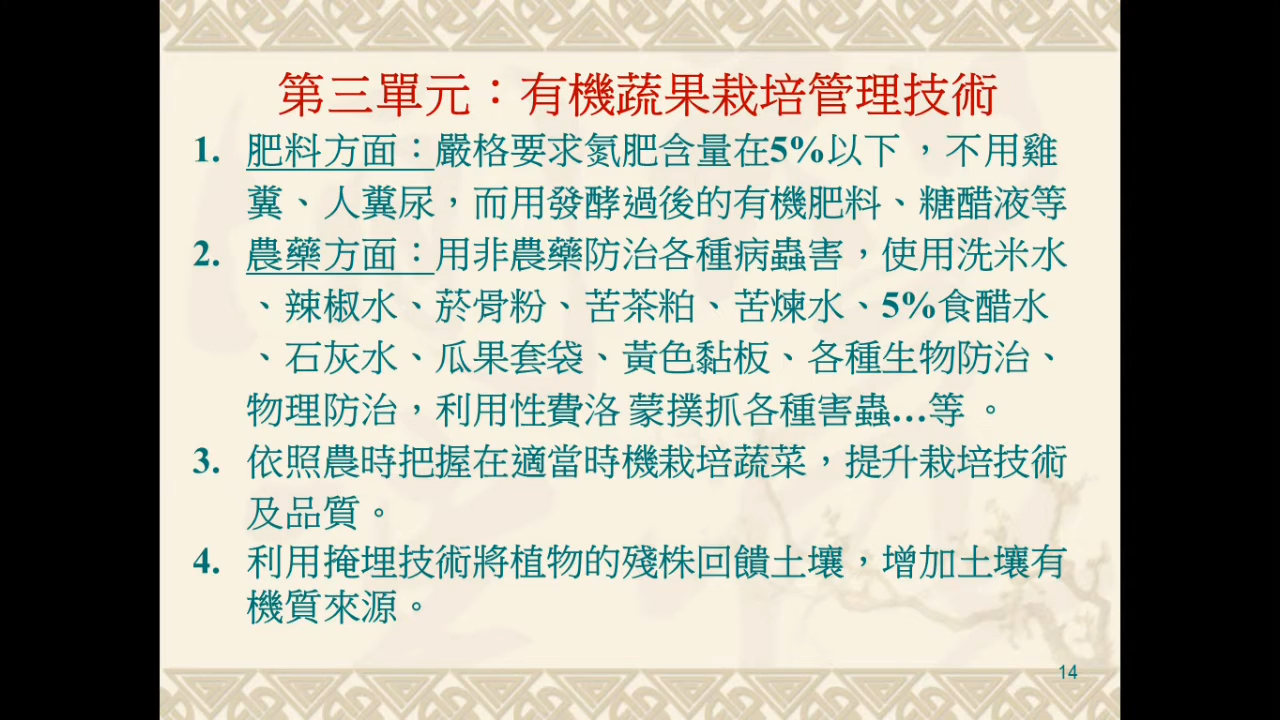 第三單元：有機蔬果栽培管理技術
1. 肥料方面：嚴格要求氮肥含量在5%以下，不用雞
糞、人糞尿，而用發酵過後的有機肥料、糖醋液等
2. 農藥方面：用非農藥防治各種病蟲害，使用洗米水
、辣椒水、菸骨粉、苦茶粕、苦煉水、5%食醋水
、石灰水、瓜果套袋、黃色黏板、各種生物防治、
物理防治，利用性費洛 蒙撲抓各種害蟲…等 。
3. 依照農時把握在適當時機栽培蔬菜，提升栽培技術
及品質。
4. 利用掩埋技術將植物的殘株回饋土壤，增加土壤有
機質來源。
14